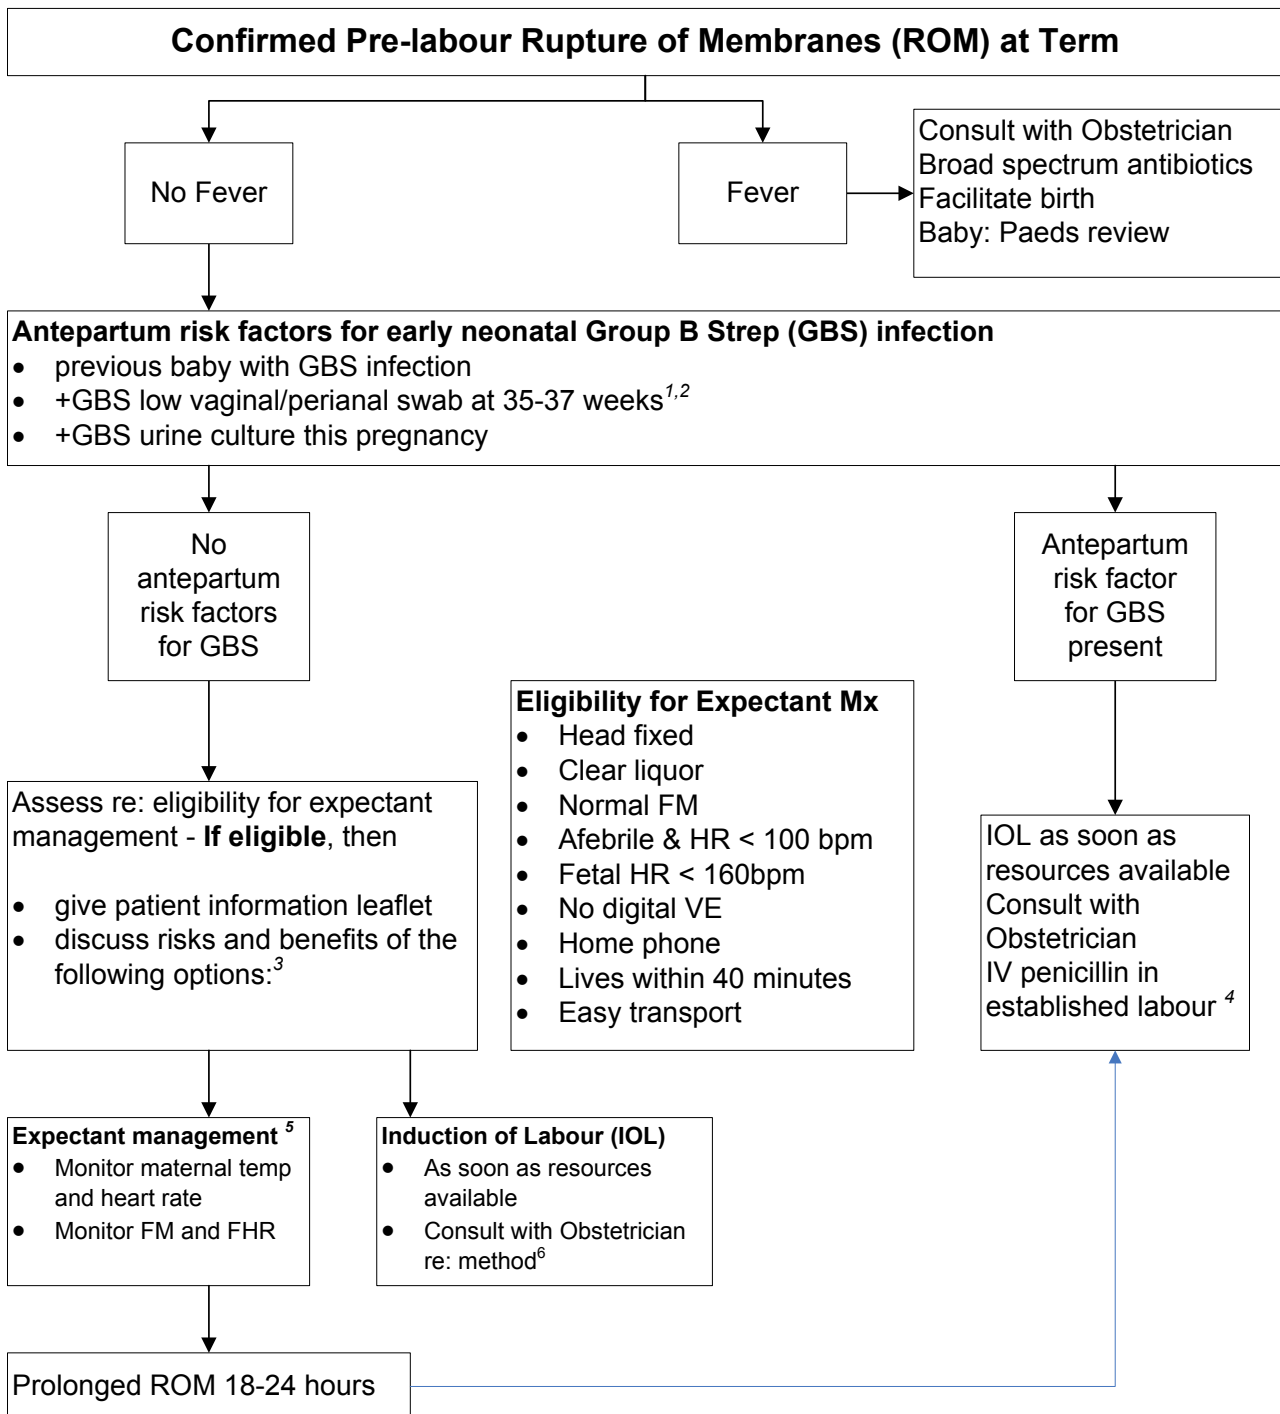 Confirmed Pre-labour Rupture of Membranes (ROM) at Term
No Fever
Fever
Consult with Obstetrician
Broad spectrum antibiotics
Facilitate birth
Baby: Paeds review
Antepartum risk factors for early neonatal Group B Strep (GBS) infection
• previous baby with GBS infection
• +GBS low vaginal/perianal swab at 35-37 weeks1,2
• +GBS urine culture this pregnancy
No
antepartum
risk factors
for GBS
Antepartum
risk factor
for GBS
present
Assess re: eligibility for expectant
management - If eligible, then
• give patient information leaflet
• discuss risks and benefits of the
following options:3
Eligibility for Expectant Mx
• Head fixed
• Clear liquor
• Normal FM
• Afebrile & HR < 100 bpm
• Fetal HR < 160bpm
• No digital VE
• Home phone
• Lives within 40 minutes
• Easy transport
IOL as soon as
resources available
Consult with
Obstetrician
IV penicillin in
established labour 4
Expectant management 5
• Monitor maternal temp
and heart rate
• Monitor FM and FHR
Induction of Labour (IOL)
• As soon as resources
available
• Consult with Obstetrician
re: method6
Prolonged ROM 18-24 hours